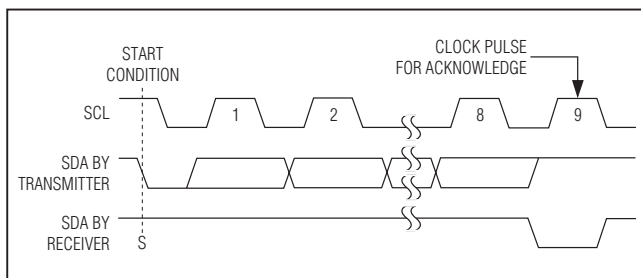 START
CONDITION
CLOCK PULSE
FOR ACKNOWLEDGE
SCL
1
2
8
9
SDA BY
TRANSMITTER
SDA BY
RECEIVER
S